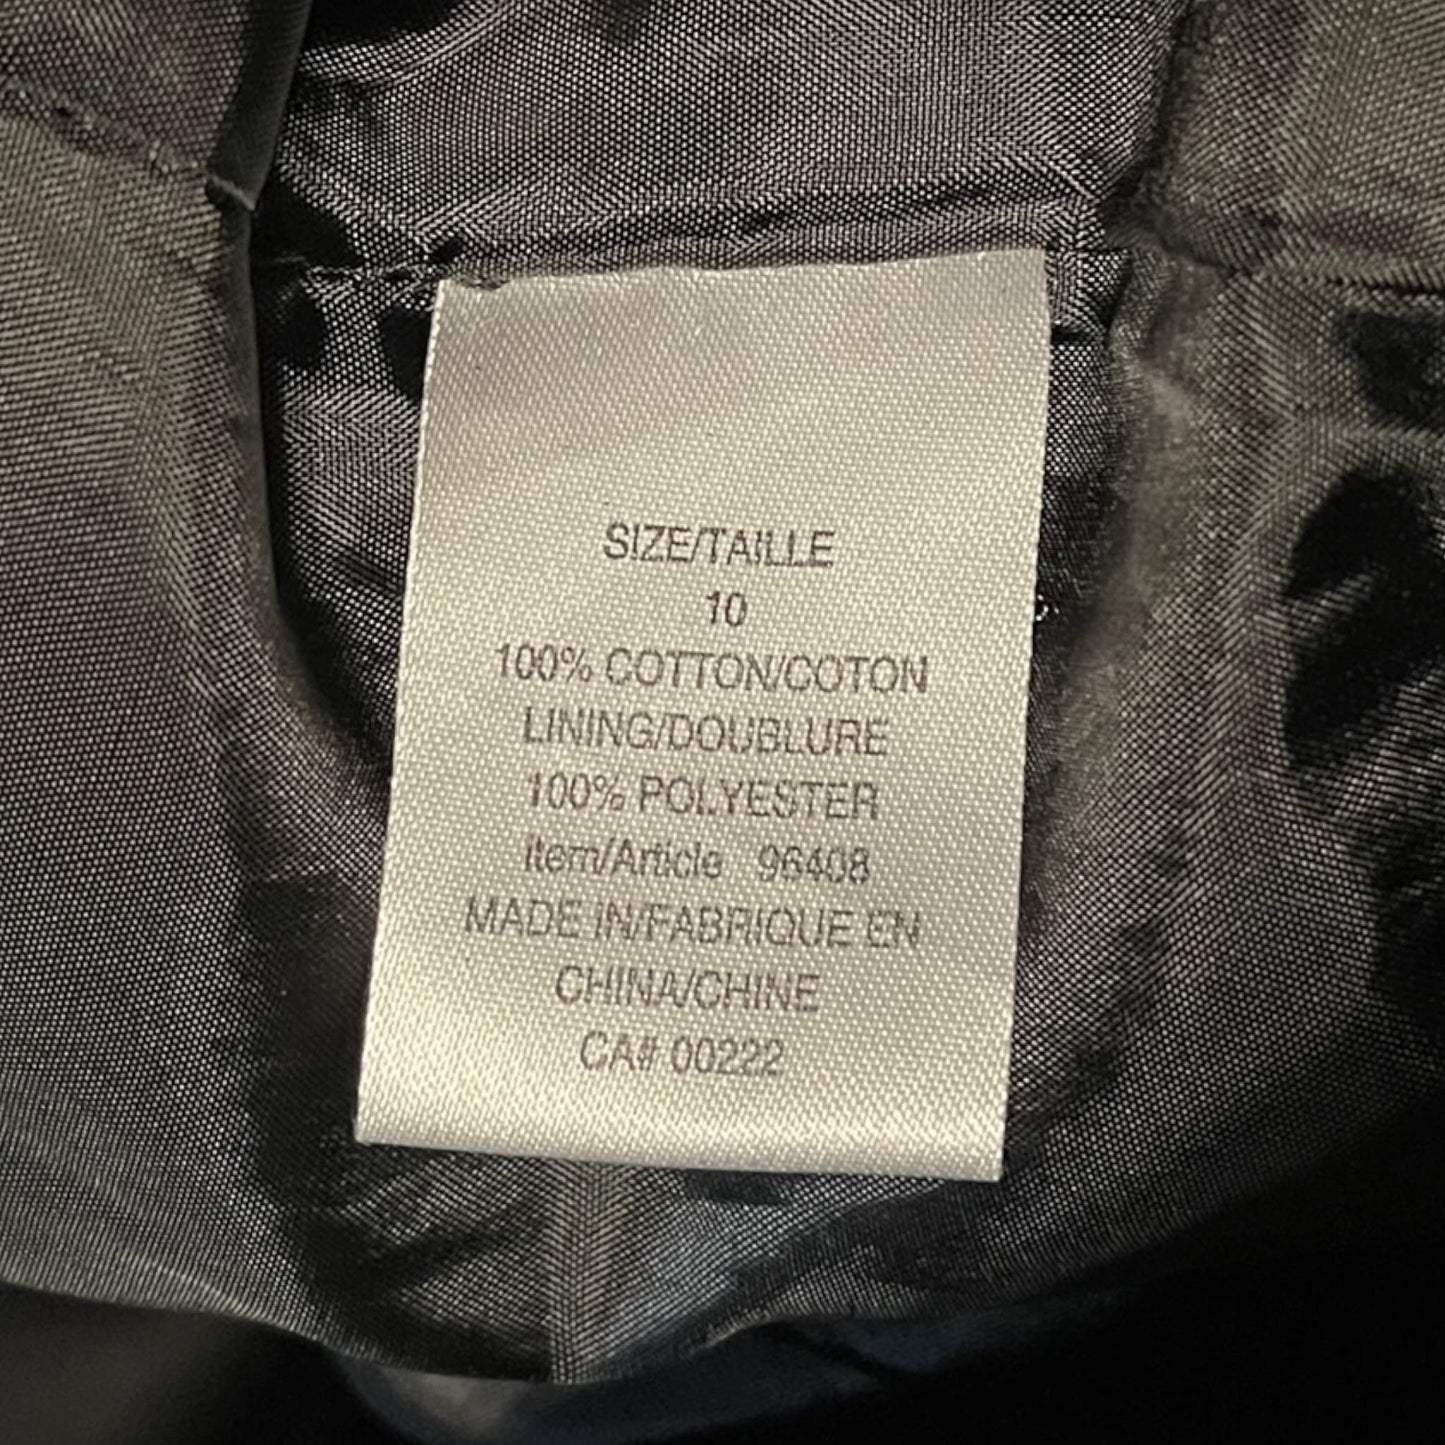 SIZE/TAILLE
10
100% COTTON/COTON
LINING/DOUBLURE
100% POLYESTER
Item/Article 96408
MADE IN/FABRIQUE EN
CHINA/CHINE
CA# 00222